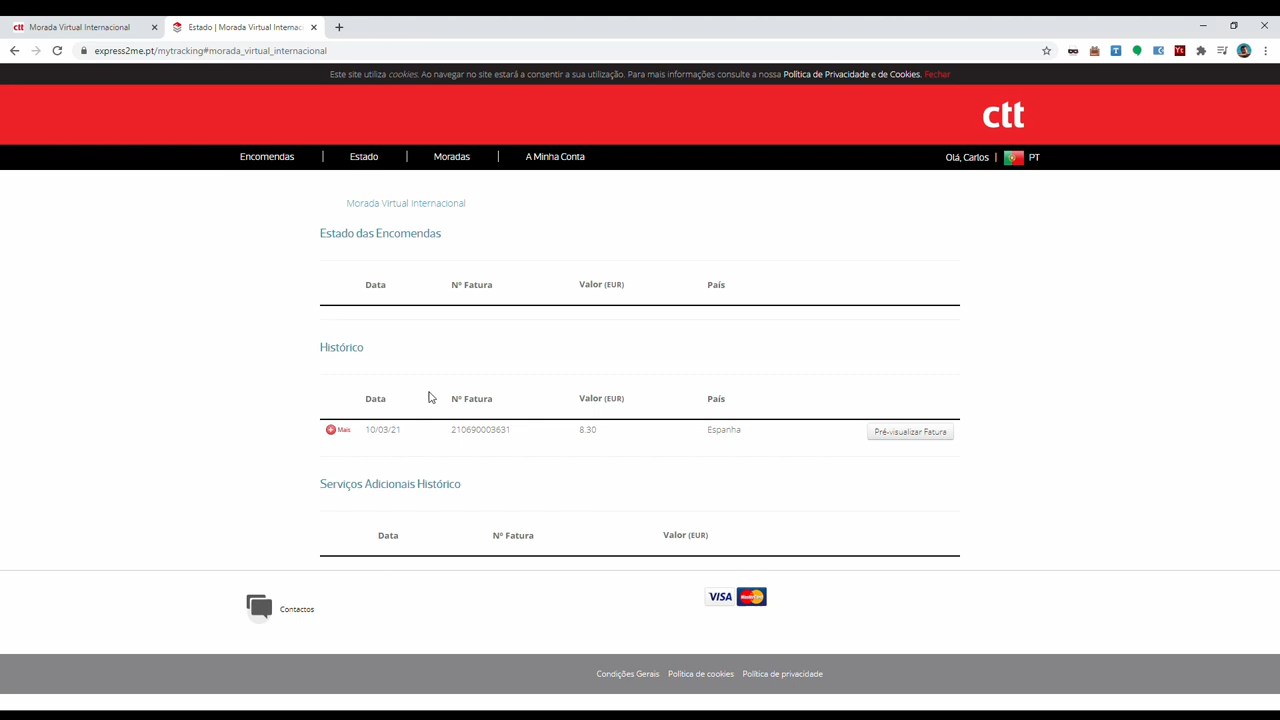 ctt Morada Virtual Internacional
Estado | Morada Virtual Internac
express2me.pt/mytracking#morada_virtual_internacional
Este site utiliza cookies. Ao navegar no site estará a consentir a sua utilização. Para mais informações consulte a nossa Política de Privacidade e de Cookies. Fechar
ctt
Encomendas | Estado | Moradas | A Minha Conta
Olá, Carlos | PT
Morada Virtual Internacional
Estado das Encomendas
Data Nº Fatura Valor (EUR) País
Histórico
Data Nº Fatura Valor (EUR) País
Mais 10/03/21 210690003631 8.30 Espanha Pré-visualizar Fatura
Serviços Adicionais Histórico
Data Nº Fatura Valor (EUR)
Contactos
VISA MasterCard
Condições Gerais Política de cookies Política de privacidade